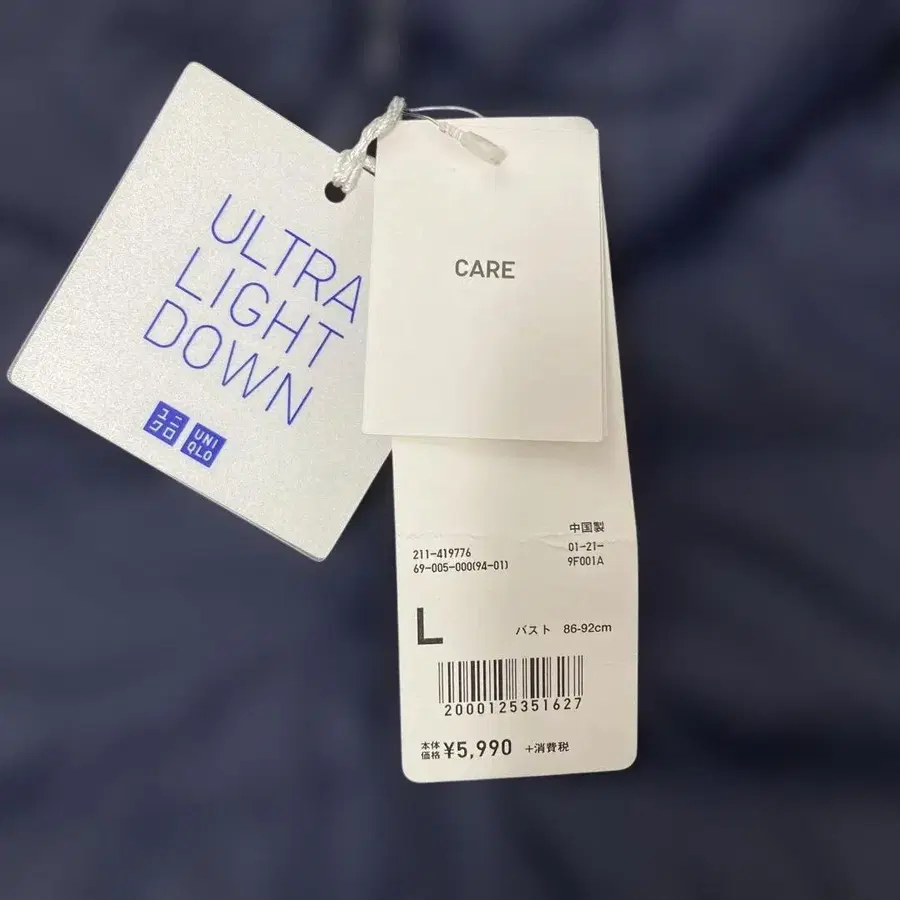 ULTRA
LIGHT
DOWN
ユニ
クロ
UNI
QLO
CARE
中国製
211-419776
01-21-
69-005-000(94-01)
9F001A
L
バスト 86-92cm
2000125351627
本体
価格 ¥5,990 +消費税